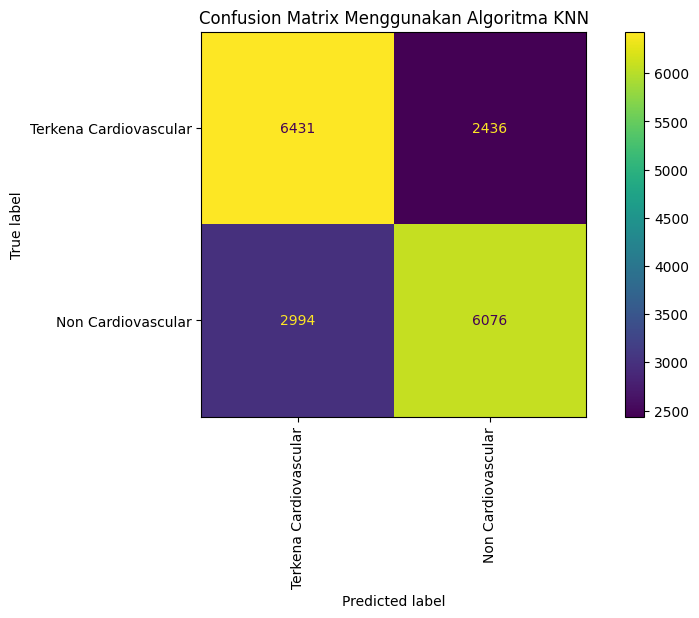 Confusion Matrix Menggunakan Algoritma KNN
True label
Terkena Cardiovascular
6431
2436
Non Cardiovascular
2994
6076
Terkena Cardiovascular
Non Cardiovascular
Predicted label
6000
5500
5000
4500
4000
3500
3000
2500